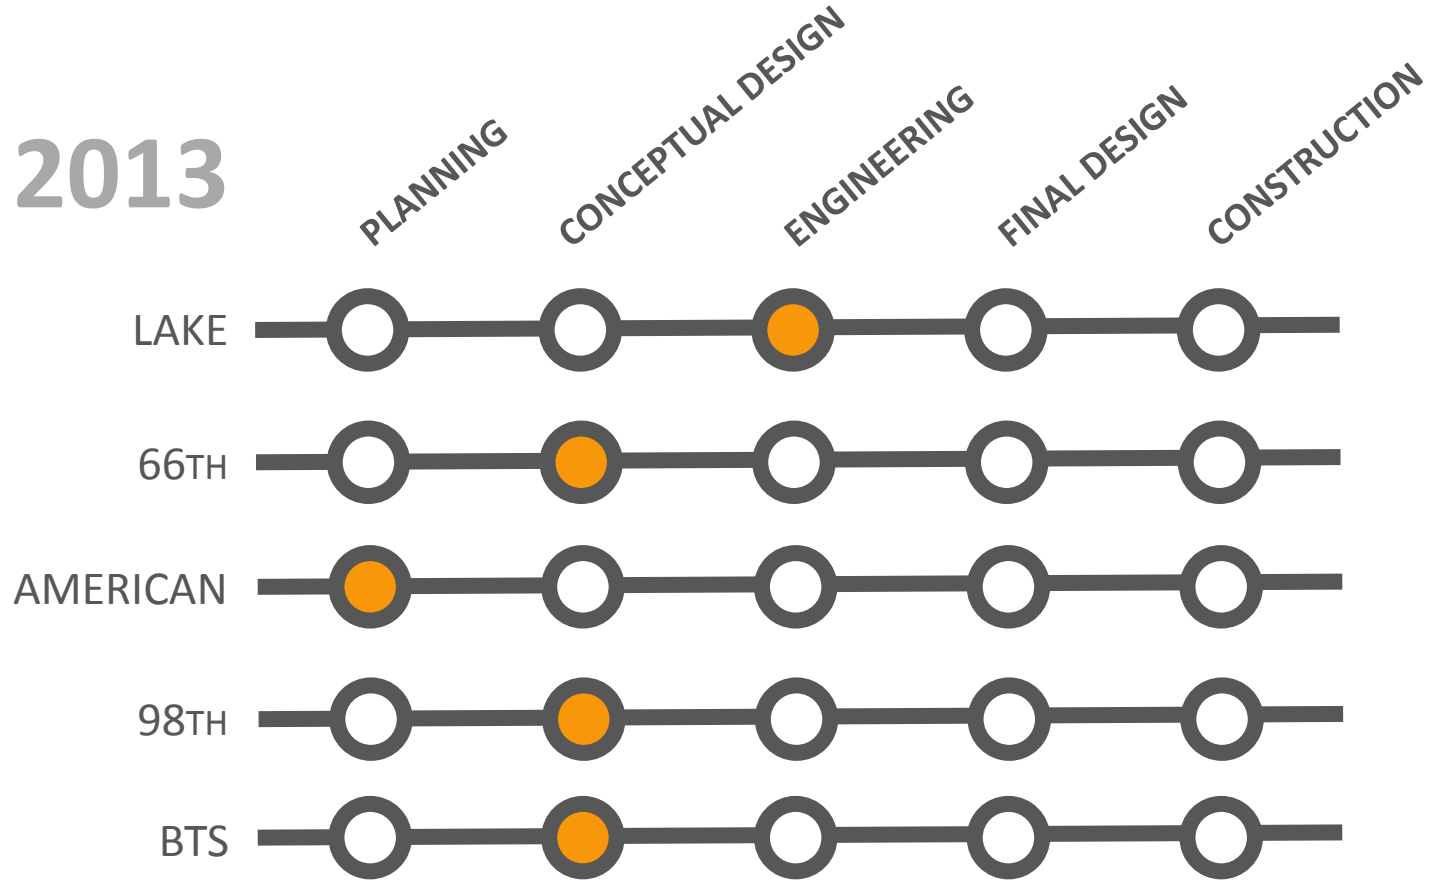 2013
PLANNING
CONCEPTUAL DESIGN
ENGINEERING
FINAL DESIGN
CONSTRUCTION
LAKE
66TH
AMERICAN
98TH
BTS